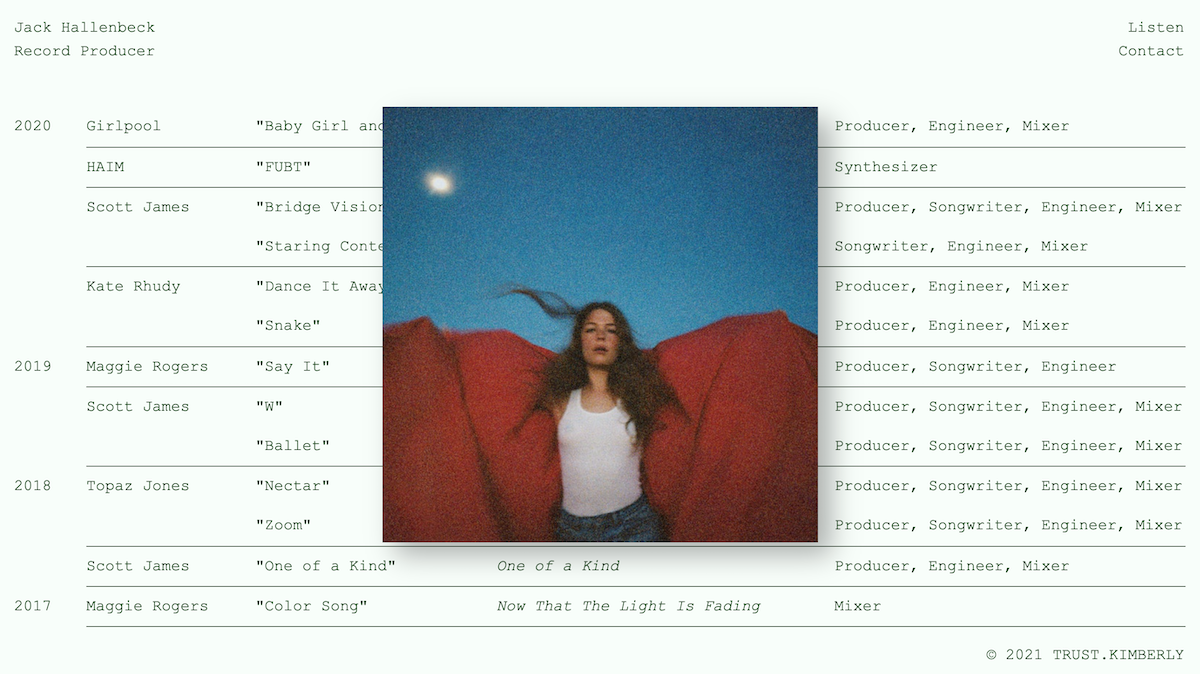 Jack Hallenbeck
Record Producer
Listen
Contact
2020 Girlpool "Baby Girl and Producer, Engineer, Mixer
HAIM "FUBT" Synthesizer
Scott James "Bridge Vision Producer, Songwriter, Engineer, Mixer
"Staring Songwriter, Engineer, Mixer
Kate Rhudy "Dance It Away Producer, Engineer, Mixer
"Snake" Producer, Engineer, Mixer
2019 Maggie Rogers "Say It" Producer, Songwriter, Engineer
Scott James "W" Producer, Songwriter, Engineer, Mixer
"Ballet" Producer, Songwriter, Engineer, Mixer
2018 Topaz Jones "Nectar" Producer, Songwriter, Engineer, Mixer
"Zoom" Producer, Songwriter, Engineer, Mixer
Scott James "One of a Kind" One of a Kind Producer, Engineer, Mixer
2017 Maggie Rogers "Color Song" Now That The Light Is Fading Mixer
© 2021 TRUST.KIMBERLY